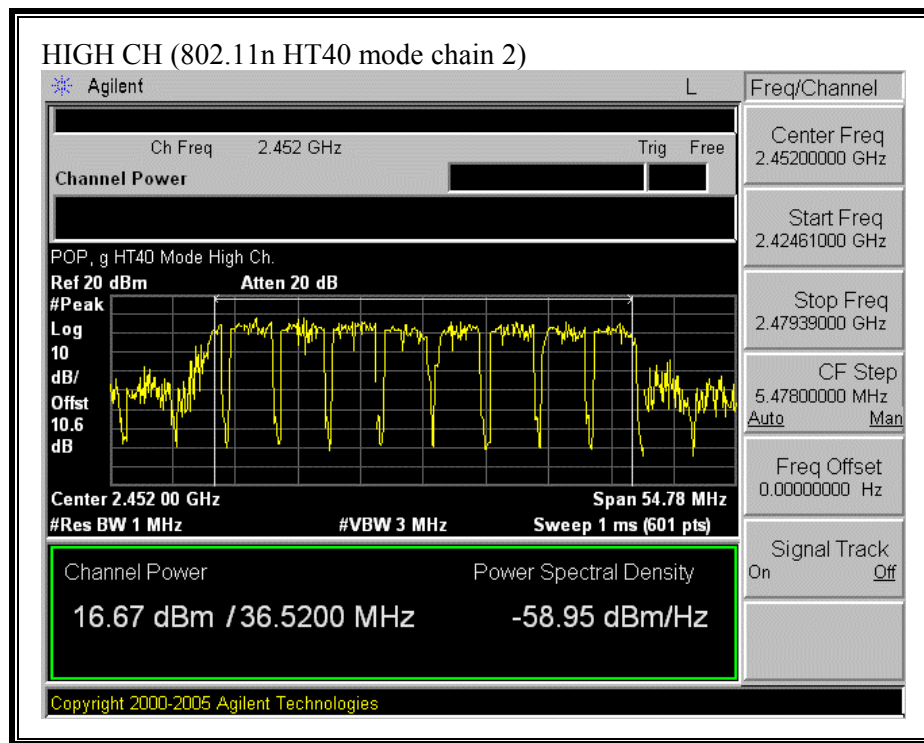 HIGH CH (802.11n HT40 mode chain 2)
Agilent L
Freq/Channel
Ch Freq 2.452 GHz Trig Free
Channel Power
Center Freq
2.45200000 GHz
Start Freq
2.42461000 GHz
POP, g HT40 Mode High Ch.
Ref 20 dBm Atten 20 dB
#Peak
Log
10
dB/
Offst
10.6
dB
Stop Freq
2.47939000 GHz
CF Step
5.47800000 MHz
Auto Man
Freq Offset
0.00000000 Hz
Center 2.452 00 GHz Span 54.78 MHz
#Res BW 1 MHz #VBW 3 MHz Sweep 1 ms (601 pts)
Signal Track
On Off
Channel Power Power Spectral Density
16.67 dBm / 36.5200 MHz -58.95 dBm/Hz
Copyright 2000-2005 Agilent Technologies